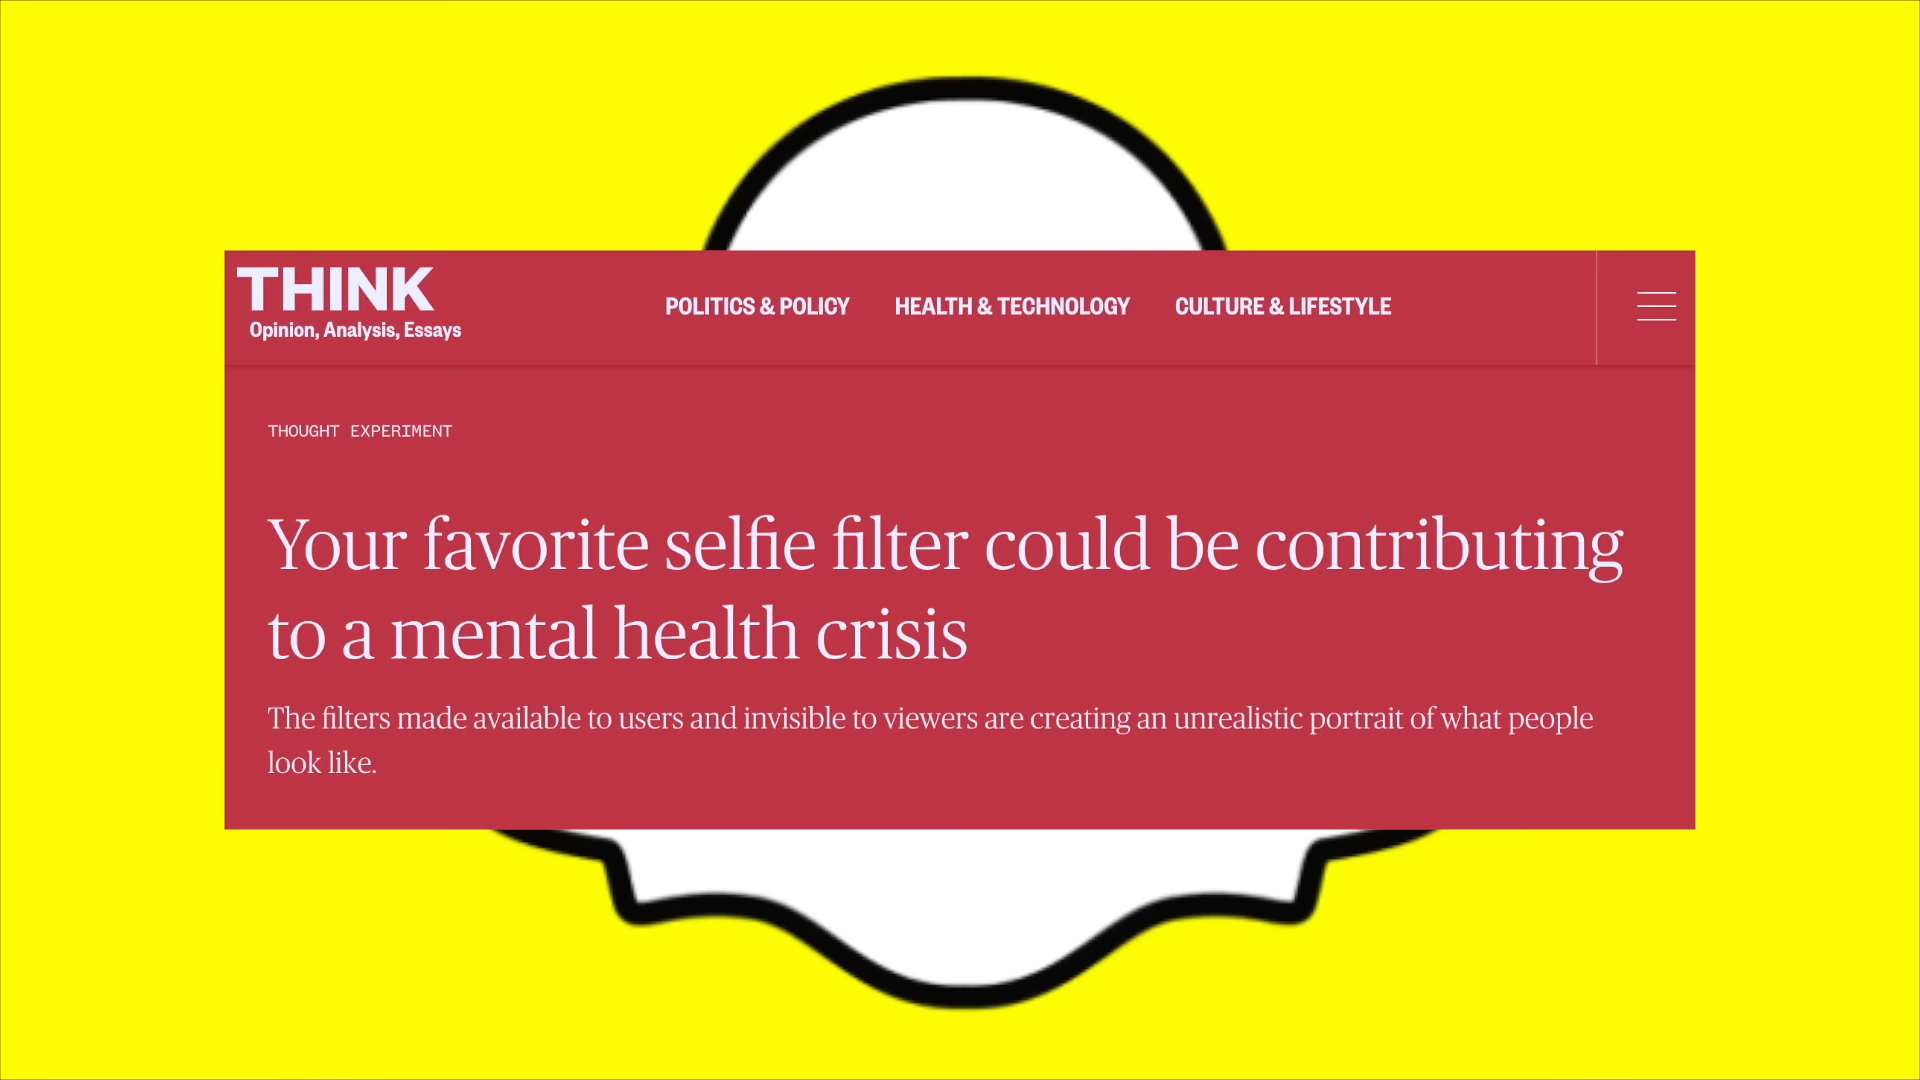 THINK
Opinion, Analysis, Essays
POLITICS & POLICY HEALTH & TECHNOLOGY CULTURE & LIFESTYLE
THOUGHT EXPERIMENT
Your favorite selfie filter could be contributing
to a mental health crisis
The filters made available to users and invisible to viewers are creating an unrealistic portrait of what people
look like.